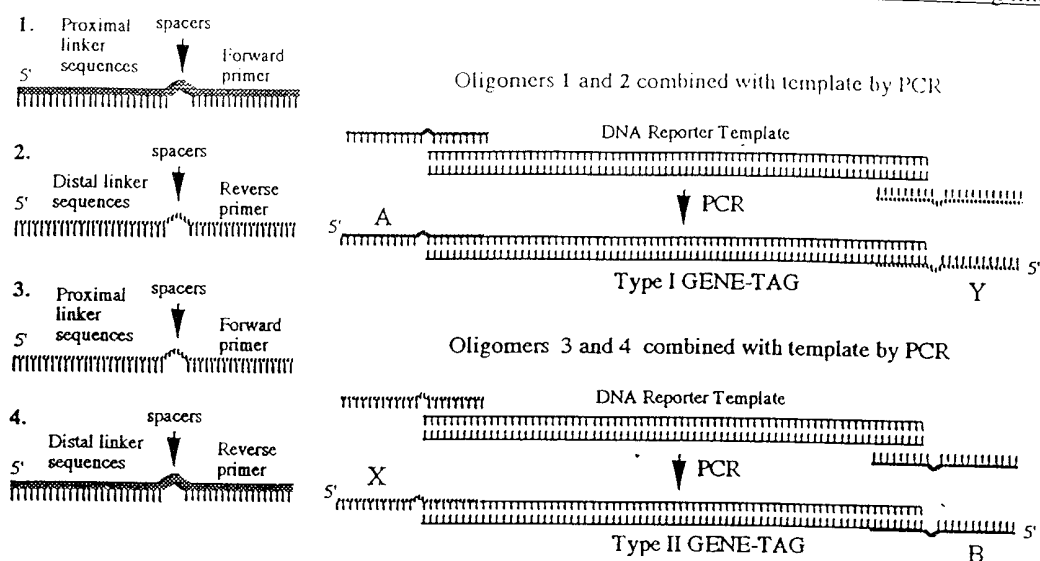 1. Proximal linker sequences
spacers
5'
Forward primer
2.
spacers
Distal linker sequences
5'
Reverse primer
3. Proximal linker sequences
spacers
5'
Forward primer
4.
spacers
Distal linker sequences
5'
Reverse primer
Oligomers 1 and 2 combined with template by PCR
DNA Reporter Template
PCR
5'
A
Type I GENE-TAG
Y
5'
Oligomers 3 and 4 combined with template by PCR
DNA Reporter Template
PCR
5'
X
Type II GENE-TAG
B
5'